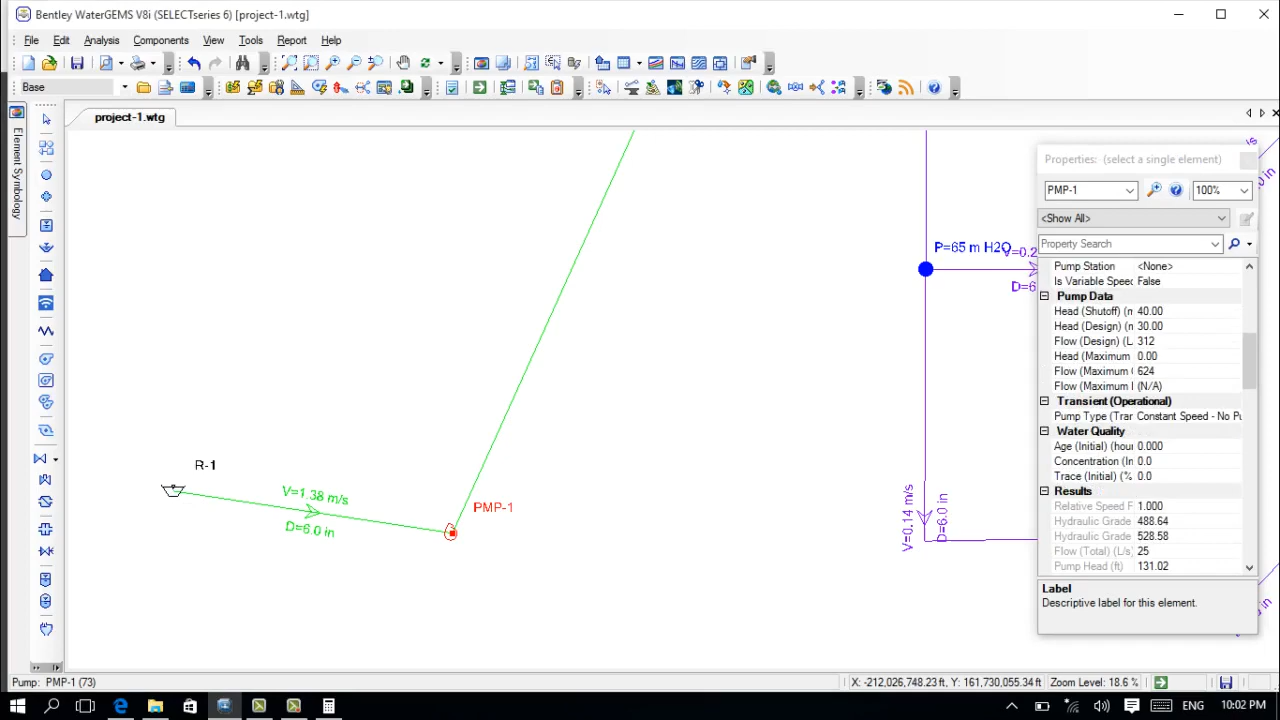 Bentley WaterGEMS V8i (SELECTseries 6) [project-1.wtg]
File Edit Analysis Components View Tools Report Help
Base
project-1.wtg
Element Symbology
Properties: (select a single element)
PMP-1 100%
<Show All>
Property Search
Pump Station <None>
Is Variable Speed False
Pump Data
Head (Shutoff) (m 40.00
Head (Design) (m 30.00
Flow (Design) (L 312
Head (Maximum 0.00
Flow (Maximum 624
Flow (Maximum (N/A)
Transient (Operational)
Pump Type (Tran Constant Speed - No Pu
Water Quality
Age (Initial) (hour 0.000
Concentration (In 0.0
Trace (Initial) (% 0.0
Results
Relative Speed F 1.000
Hydraulic Grade 488.64
Hydraulic Grade 528.58
Flow (Total) (L/s) 25
Pump Head (ft) 131.02
Label
Descriptive label for this element.
P=65 m H2O
V=0.2
D=6
V=0.14 m/s
D=6.0 in
R-1
V=1.38 m/s
D=6.0 in
PMP-1
Pump: PMP-1 (73)
X: -212,026,748.23 ft, Y: 161,730,055.34 ft Zoom Level: 18.6 %
ENG 10:02 PM